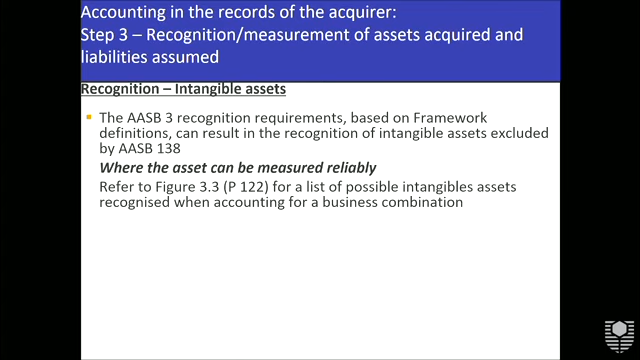 Accounting in the records of the acquirer:
Step 3 – Recognition/measurement of assets acquired and
liabilities assumed
Recognition – Intangible assets
The AASB 3 recognition requirements, based on Framework
definitions, can result in the recognition of intangible assets excluded
by AASB 138
Where the asset can be measured reliably
Refer to Figure 3.3 (P 122) for a list of possible intangibles assets
recognised when accounting for a business combination